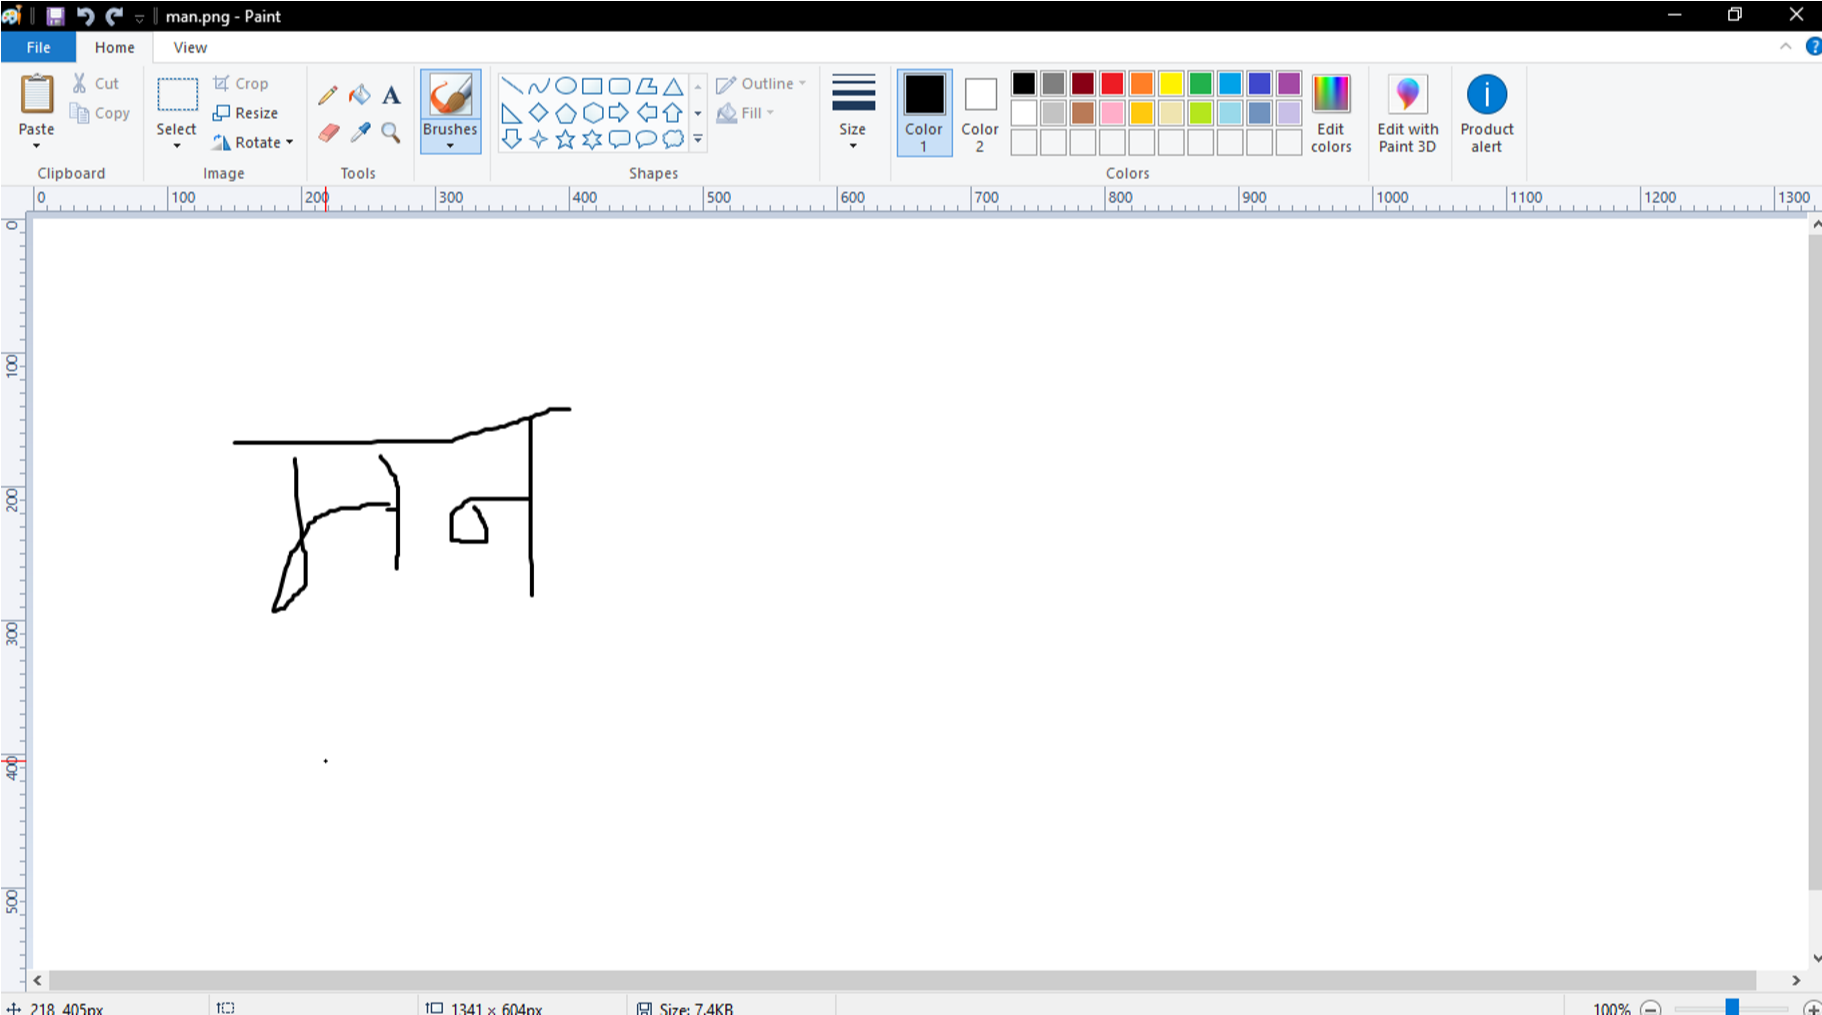 man.png - Paint
File Home View
Paste Cut Copy Select Crop Resize Rotate Brushes Outline Fill Size Color 1 Color 2 Edit colors Edit with Paint 3D Product alert
Clipboard Image Tools Shapes Colors
0 100 200 300 400 500 600 700 800 900 1000 1100 1200 1300
0
100
200
मन
300
400
500
218, 405px 1341 × 604px Size: 7.4KB 100%